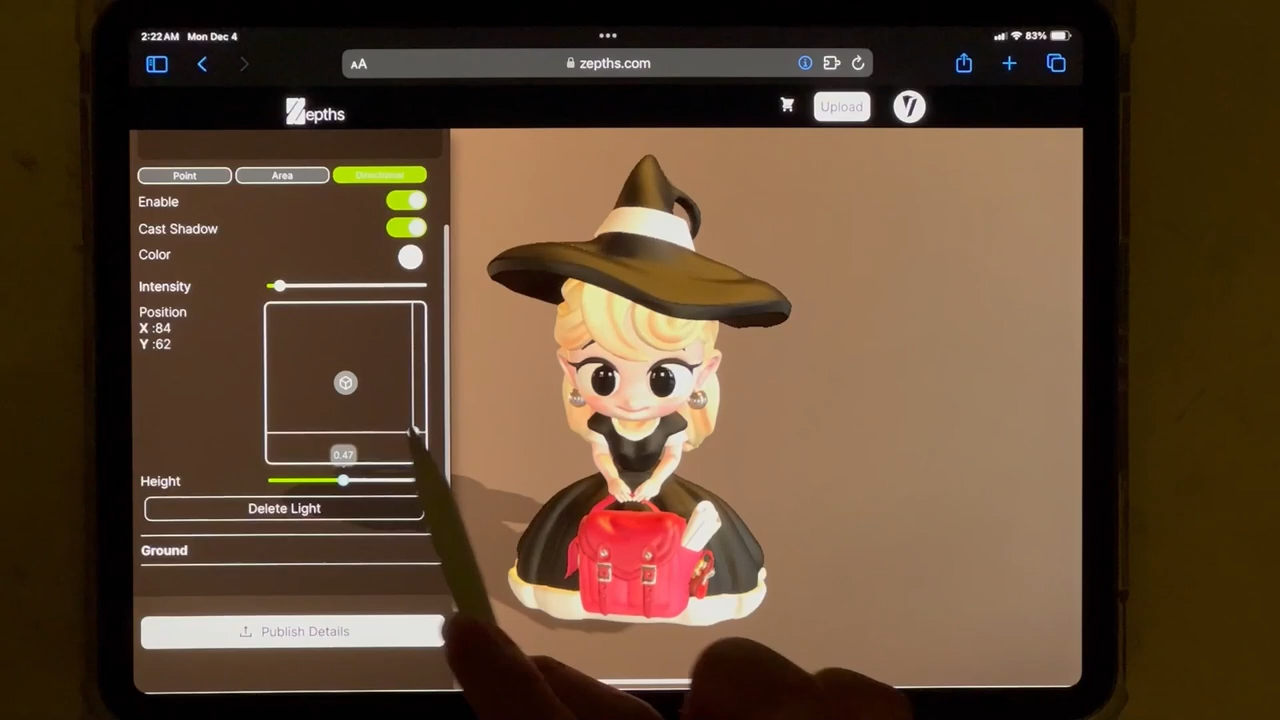 2:22 AM Mon Dec 4
83%
AA
zepths.com
Zepths
Upload
Point
Area
Directional
Enable
Cast Shadow
Color
Intensity
Position
X :84
Y :62
0.47
Height
Delete Light
Ground
Publish Details